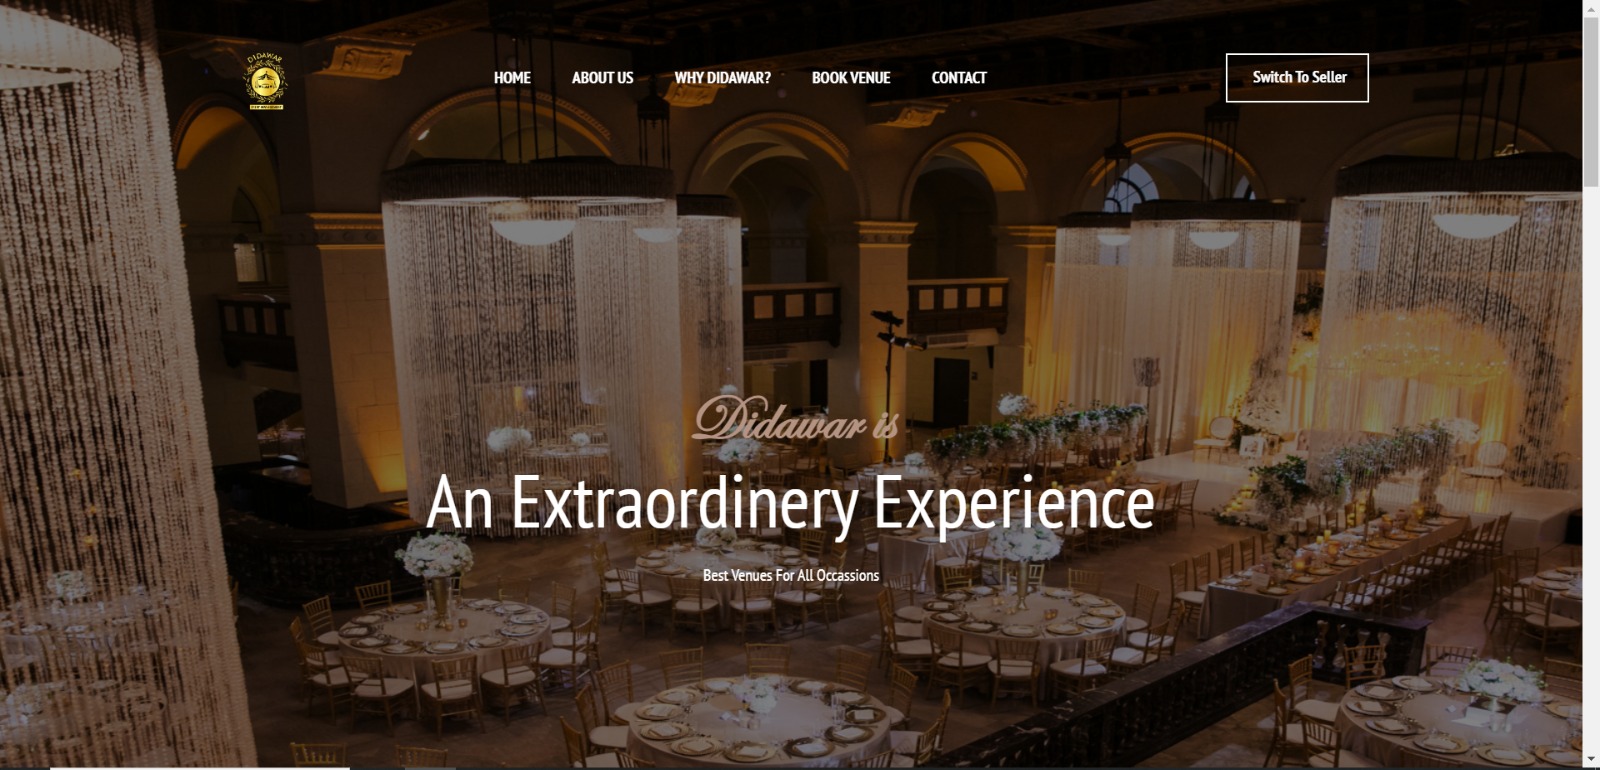 DIDAWAR
HOME
ABOUT US
WHY DIDAWAR?
BOOK VENUE
CONTACT
Switch To Seller
Didawar is
An Extraordinery Experience
Best Venues For All Occassions